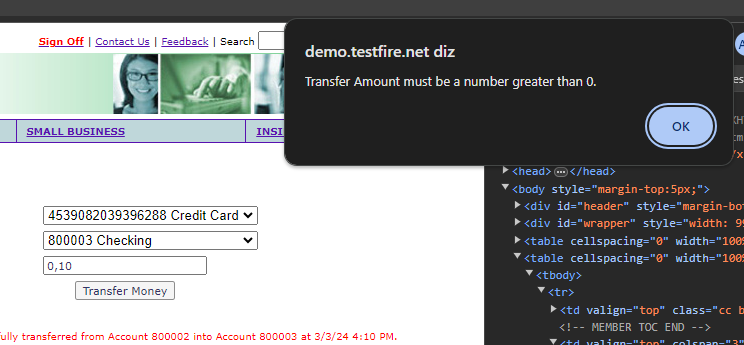 Sign Off | Contact Us | Feedback | Search
demo.testfire.net diz
Transfer Amount must be a number greater than 0.
OK
SMALL BUSINESS
INSI
<head> ... </head>
<body style="margin-top:5px;">
<div id="header" style="margin-bot
<div id="wrapper" style="width: 99
<table cellspacing="0" width="100%
<table cellspacing="0" width="100%
<tbody>
<tr>
<td valign="top" class="cc b
<!-- MEMBER TOC END -->
<td valign="top" colspan="3"
4539082039396288 Credit Card
800003 Checking
0,10
Transfer Money
fully transferred from Account 800002 into Account 800003 at 3/3/24 4:10 PM.